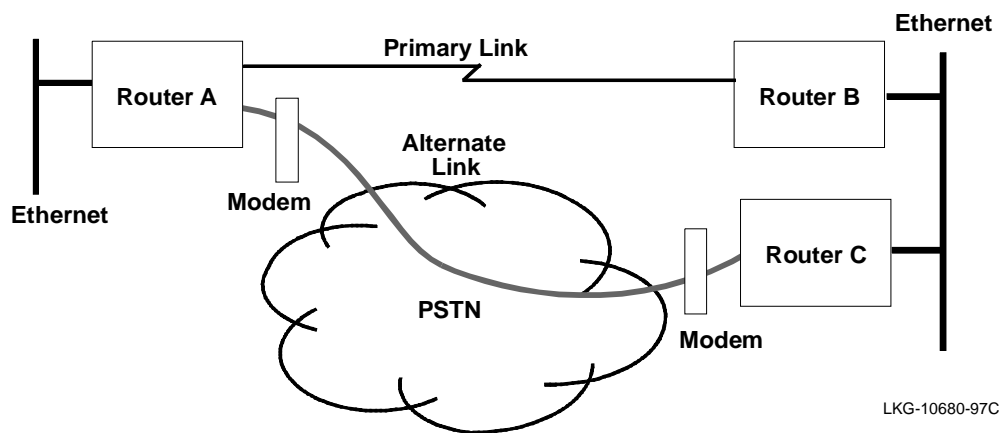 Ethernet
Primary Link
Router A
Router B
Alternate
Link
Modem
Ethernet
Router C
PSTN
Modem
LKG-10680-97C